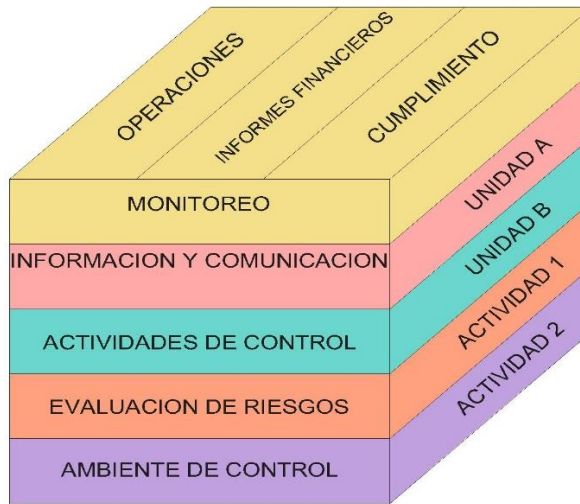 OPERACIONES
INFORMES FINANCIEROS
CUMPLIMIENTO
MONITOREO
INFORMACION Y COMUNICACION
ACTIVIDADES DE CONTROL
EVALUACION DE RIESGOS
AMBIENTE DE CONTROL
UNIDAD A
UNIDAD B
ACTIVIDAD 1
ACTIVIDAD 2